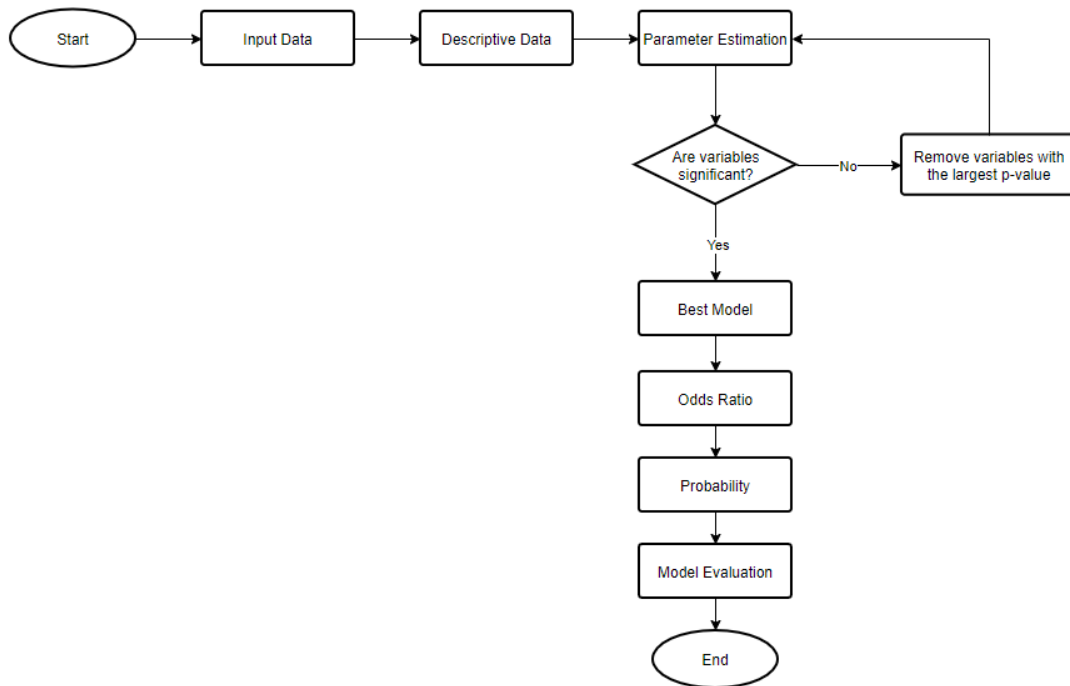 Start
Input Data
Descriptive Data
Parameter Estimation
Are variables
significant?
No
Remove variables with
the largest p-value
Yes
Best Model
Odds Ratio
Probability
Model Evaluation
End